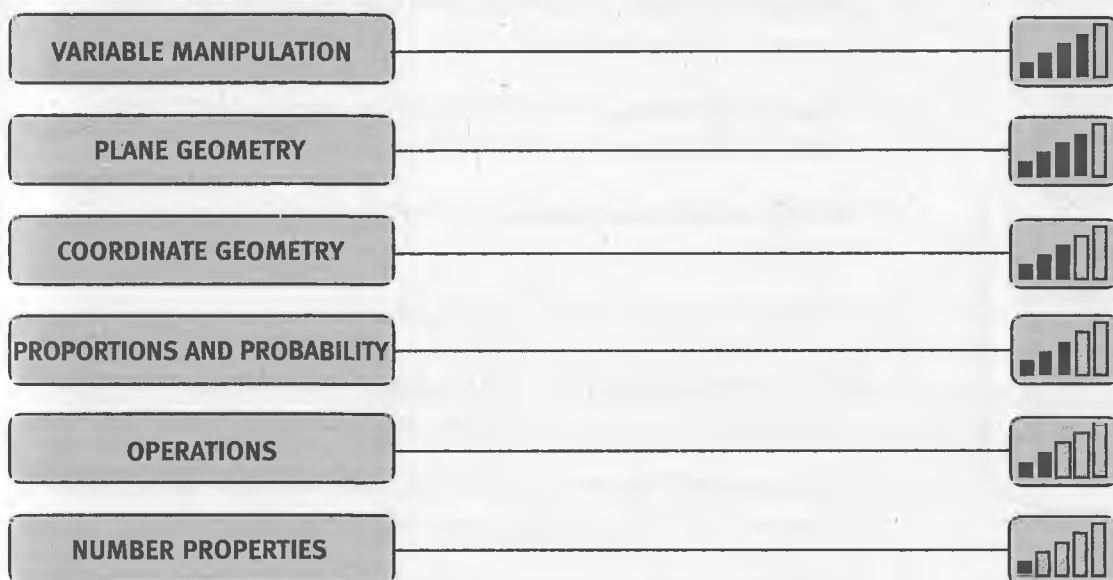 VARIABLE MANIPULATION
PLANE GEOMETRY
COORDINATE GEOMETRY
PROPORTIONS AND PROBABILITY
OPERATIONS
NUMBER PROPERTIES